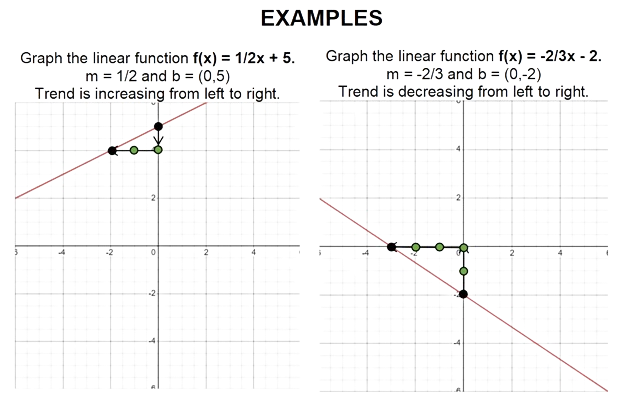 EXAMPLES
Graph the linear function f(x) = 1/2x + 5.
m = 1/2 and b = (0,5)
Trend is increasing from left to right.
Graph the linear function f(x) = -2/3x - 2.
m = -2/3 and b = (0,-2)
Trend is decreasing from left to right.
2
-4 -2 0 2 4
-2
-4
4
2
-4 -2 0 2 4
-4